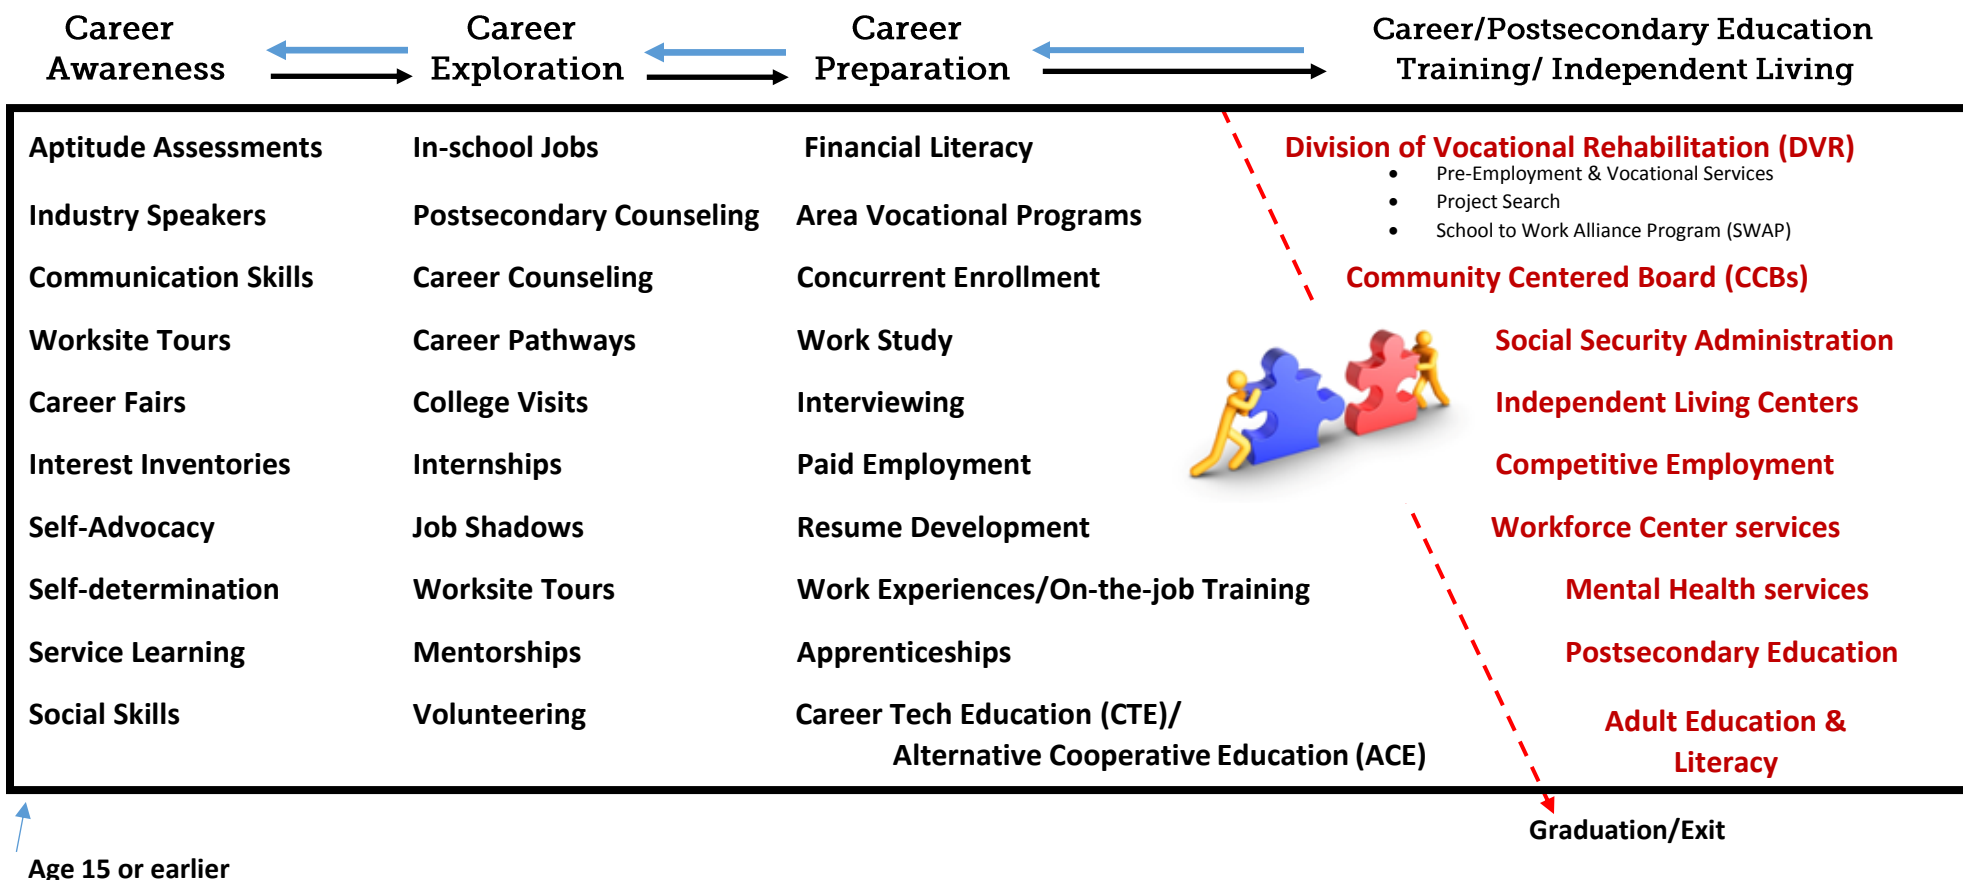 Career
Awareness
Career
Exploration
Career
Preparation
Career/Postsecondary Education
Training/ Independent Living
Aptitude Assessments
Industry Speakers
Communication Skills
Worksite Tours
Career Fairs
Interest Inventories
Self-Advocacy
Self-determination
Service Learning
Social Skills
In-school Jobs
Postsecondary Counseling
Career Counseling
Career Pathways
College Visits
Internships
Job Shadows
Worksite Tours
Mentorships
Volunteering
Financial Literacy
Area Vocational Programs
Concurrent Enrollment
Work Study
Interviewing
Paid Employment
Resume Development
Work Experiences/On-the-job Training
Apprenticeships
Career Tech Education (CTE)/
Alternative Cooperative Education (ACE)
Division of Vocational Rehabilitation (DVR)
• Pre-Employment & Vocational Services
• Project Search
• School to Work Alliance Program (SWAP)
Community Centered Board (CCBs)
Social Security Administration
Independent Living Centers
Competitive Employment
Workforce Center services
Mental Health services
Postsecondary Education
Adult Education &
Literacy
Graduation/Exit
Age 15 or earlier